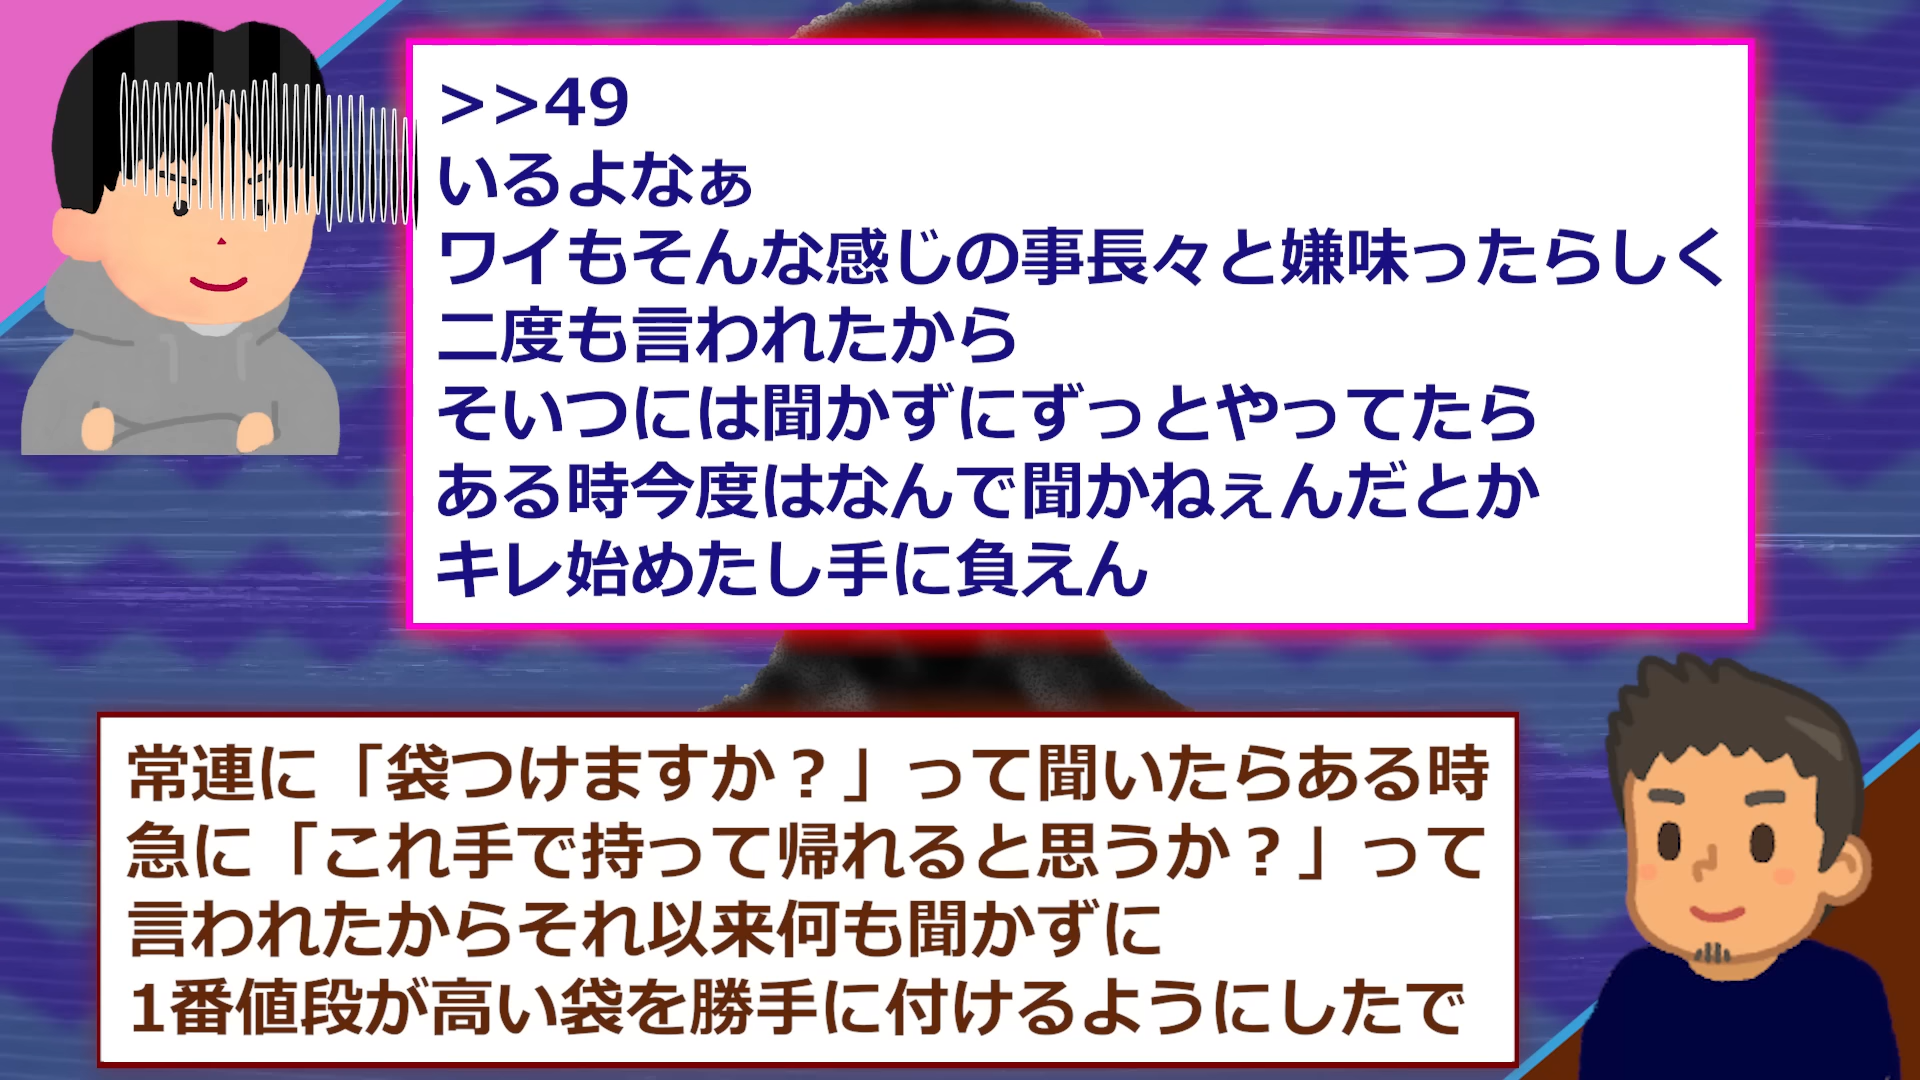 >>49
いるよなぁ
ワイもそんな感じの事長々と嫌味ったらしく
二度も言われたから
そいつには聞かずにずっとやってたら
ある時今度はなんで聞かねぇんだとか
キレ始めたし手に負えん
常連に「袋つけますか？」って聞いたらある時
急に「これ手で持って帰れると思うか？」って
言われたからそれ以来何も聞かずに
1番値段が高い袋を勝手に付けるようにしたで